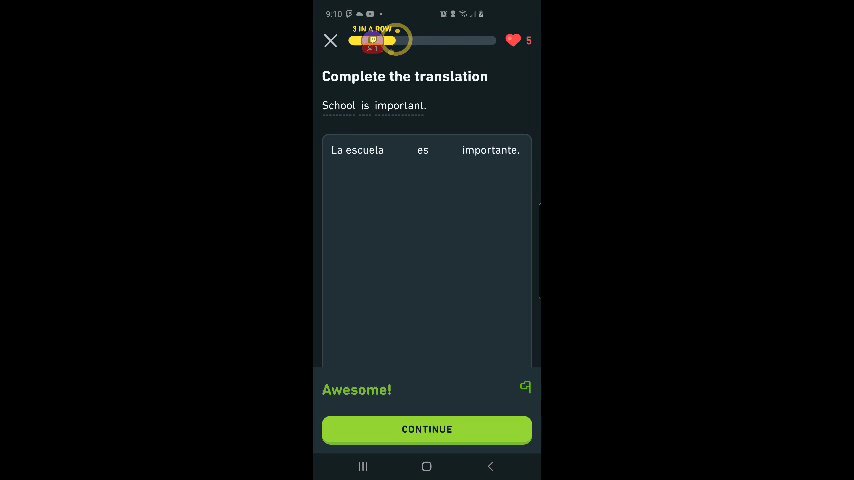 9:10
3 IN A ROW
5
Complete the translation
School is important.
La escuela es importante.
Awesome!
CONTINUE